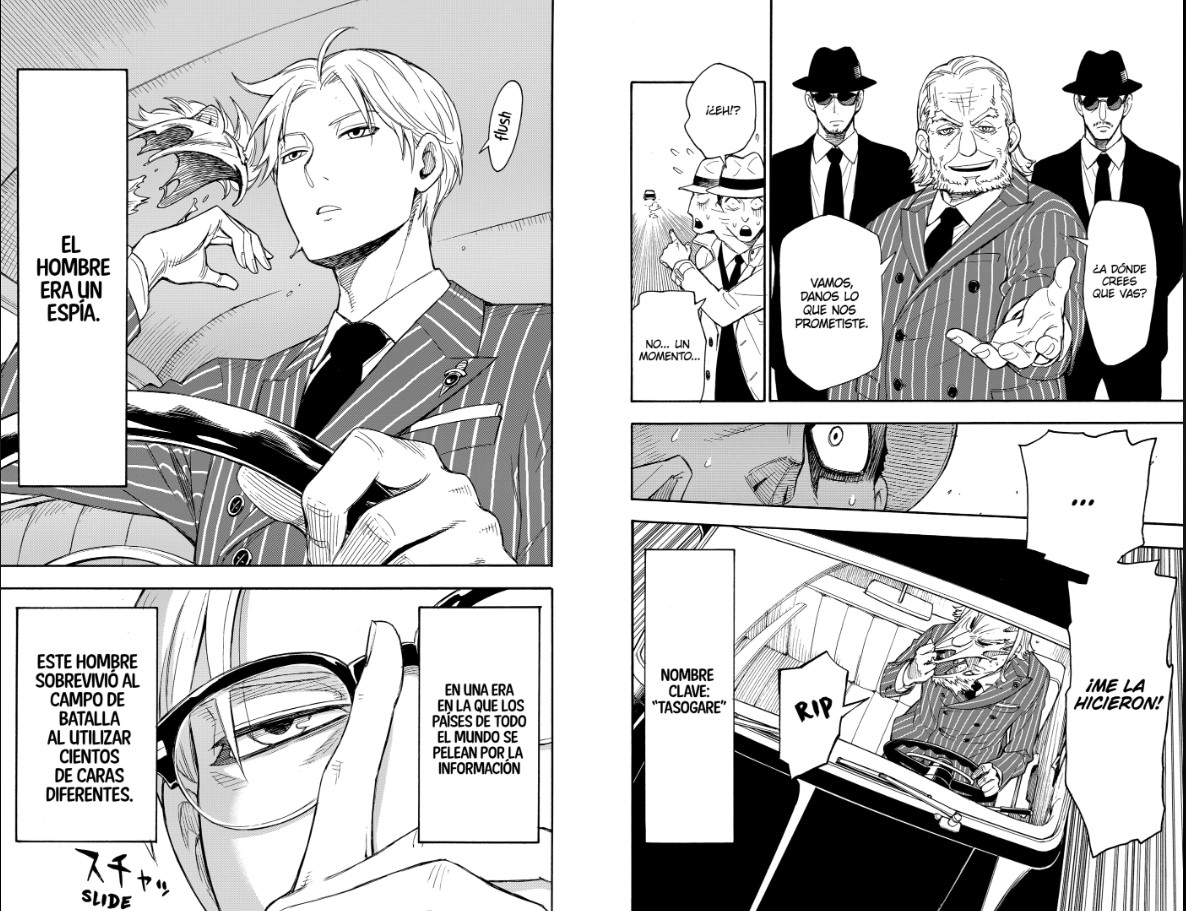 ¿A DÓNDE
CREES
QUE VAS?
VAMOS,
DANOS LO
QUE NOS
PROMETISTE.
¡¿EH!?
NO... UN
MOMENTO...
...
¡ME LA
HICIERON!
RIP
NOMBRE
CLAVE:
"TASOGARE"
flush
EL
HOMBRE
ERA UN
ESPÍA.
EN UNA ERA
EN LA QUE LOS
PAÍSES DE TODO
EL MUNDO SE
PELEAN POR LA
INFORMACIÓN
ESTE HOMBRE
SOBREVIVIÓ AL
CAMPO DE
BATALLA
AL UTILIZAR
CIENTOS
DE CARAS
DIFERENTES.
スチャッ
SLIDE